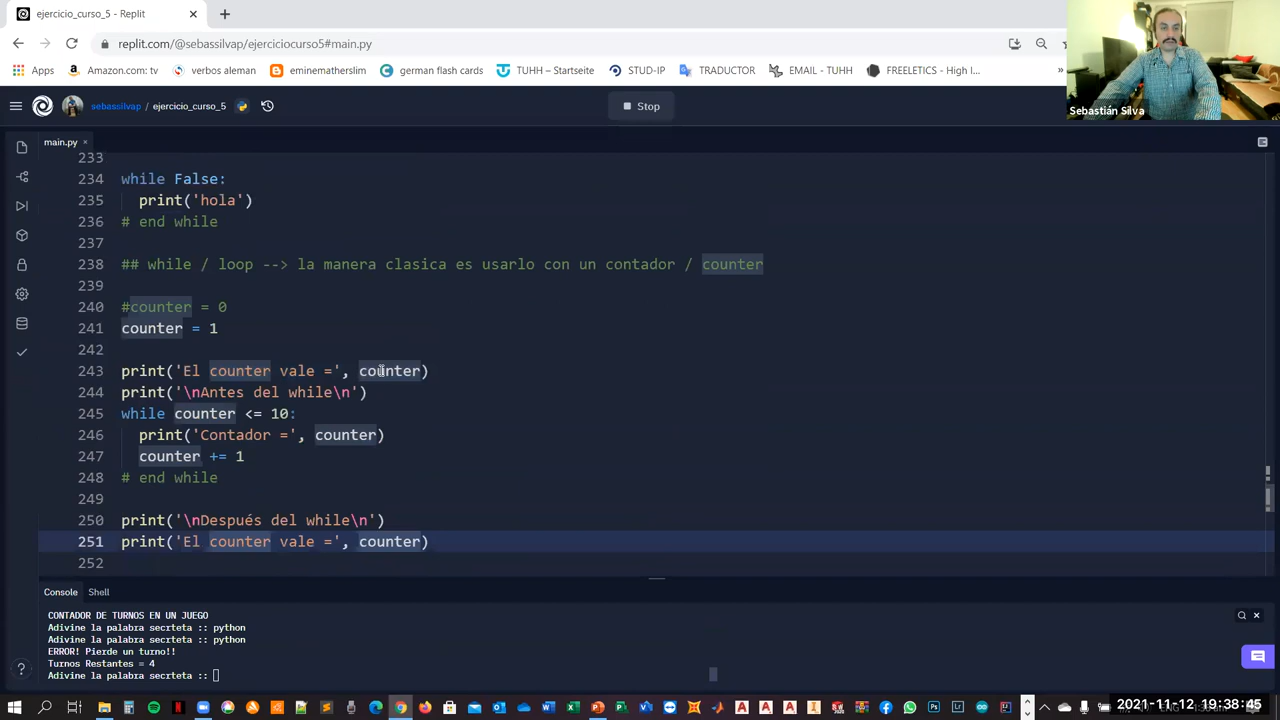 ejercicio_curso_5 - Replit
replit.com/@sebassilvap/ejerciciocurso5#main.py
Apps
Amazon.com: tv
verbos aleman
eminematherslim
german flash card
TUHH – Startseite
STUD-IP
TRADUCTOR
EMAIL - TUHH
FREELETICS - High I...
Sebastián Silva
sebassilvap / ejercicio_curso_5
Stop
main.py
233
234 while False:
235 print('hola')
236 # end while
237
238 ## while / loop --> la manera clasica es usarlo con un contador / counter
239
240 #counter = 0
241 counter = 1
242
243 print('El counter vale =', counter)
244 print('\nAntes del while\n')
245 while counter <= 10:
246 print('Contador =', counter)
247 counter += 1
248 # end while
249
250 print('\nDespués del while\n')
251 print('El counter vale =', counter)
252
Console
Shell
CONTADOR DE TURNOS EN UN JUEGO
Adivine la palabra secrteta :: python
Adivine la palabra secrteta :: python
ERROR! Pierde un turno!!
Turnos Restantes = 4
Adivine la palabra secrteta ::
2021-11-12 19:38:45